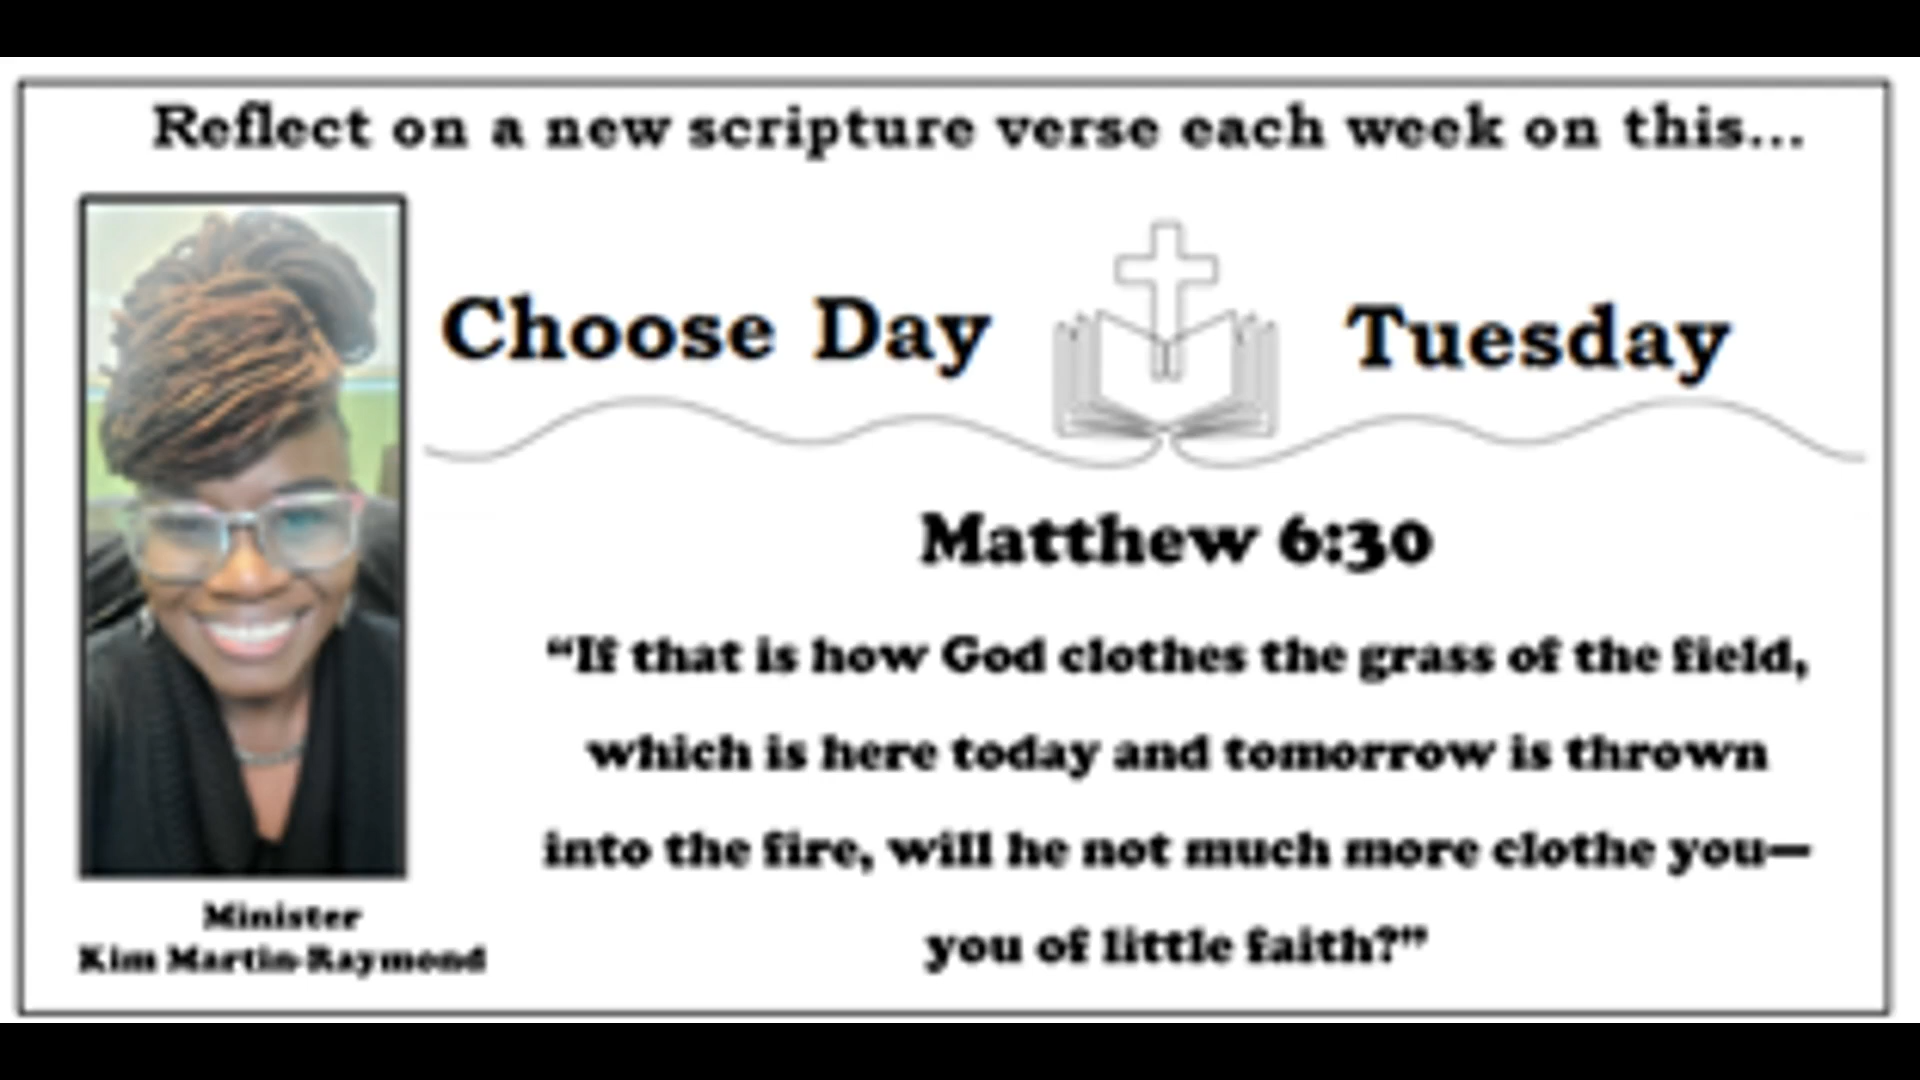 Reflect on a new scripture verse each week on this...
Choose Day Tuesday
Matthew 6:30
“If that is how God clothes the grass of the field,
which is here today and tomorrow is thrown
into the fire, will he not much more clothe you—
you of little faith?”
Minister
Kim Martin-Raymond